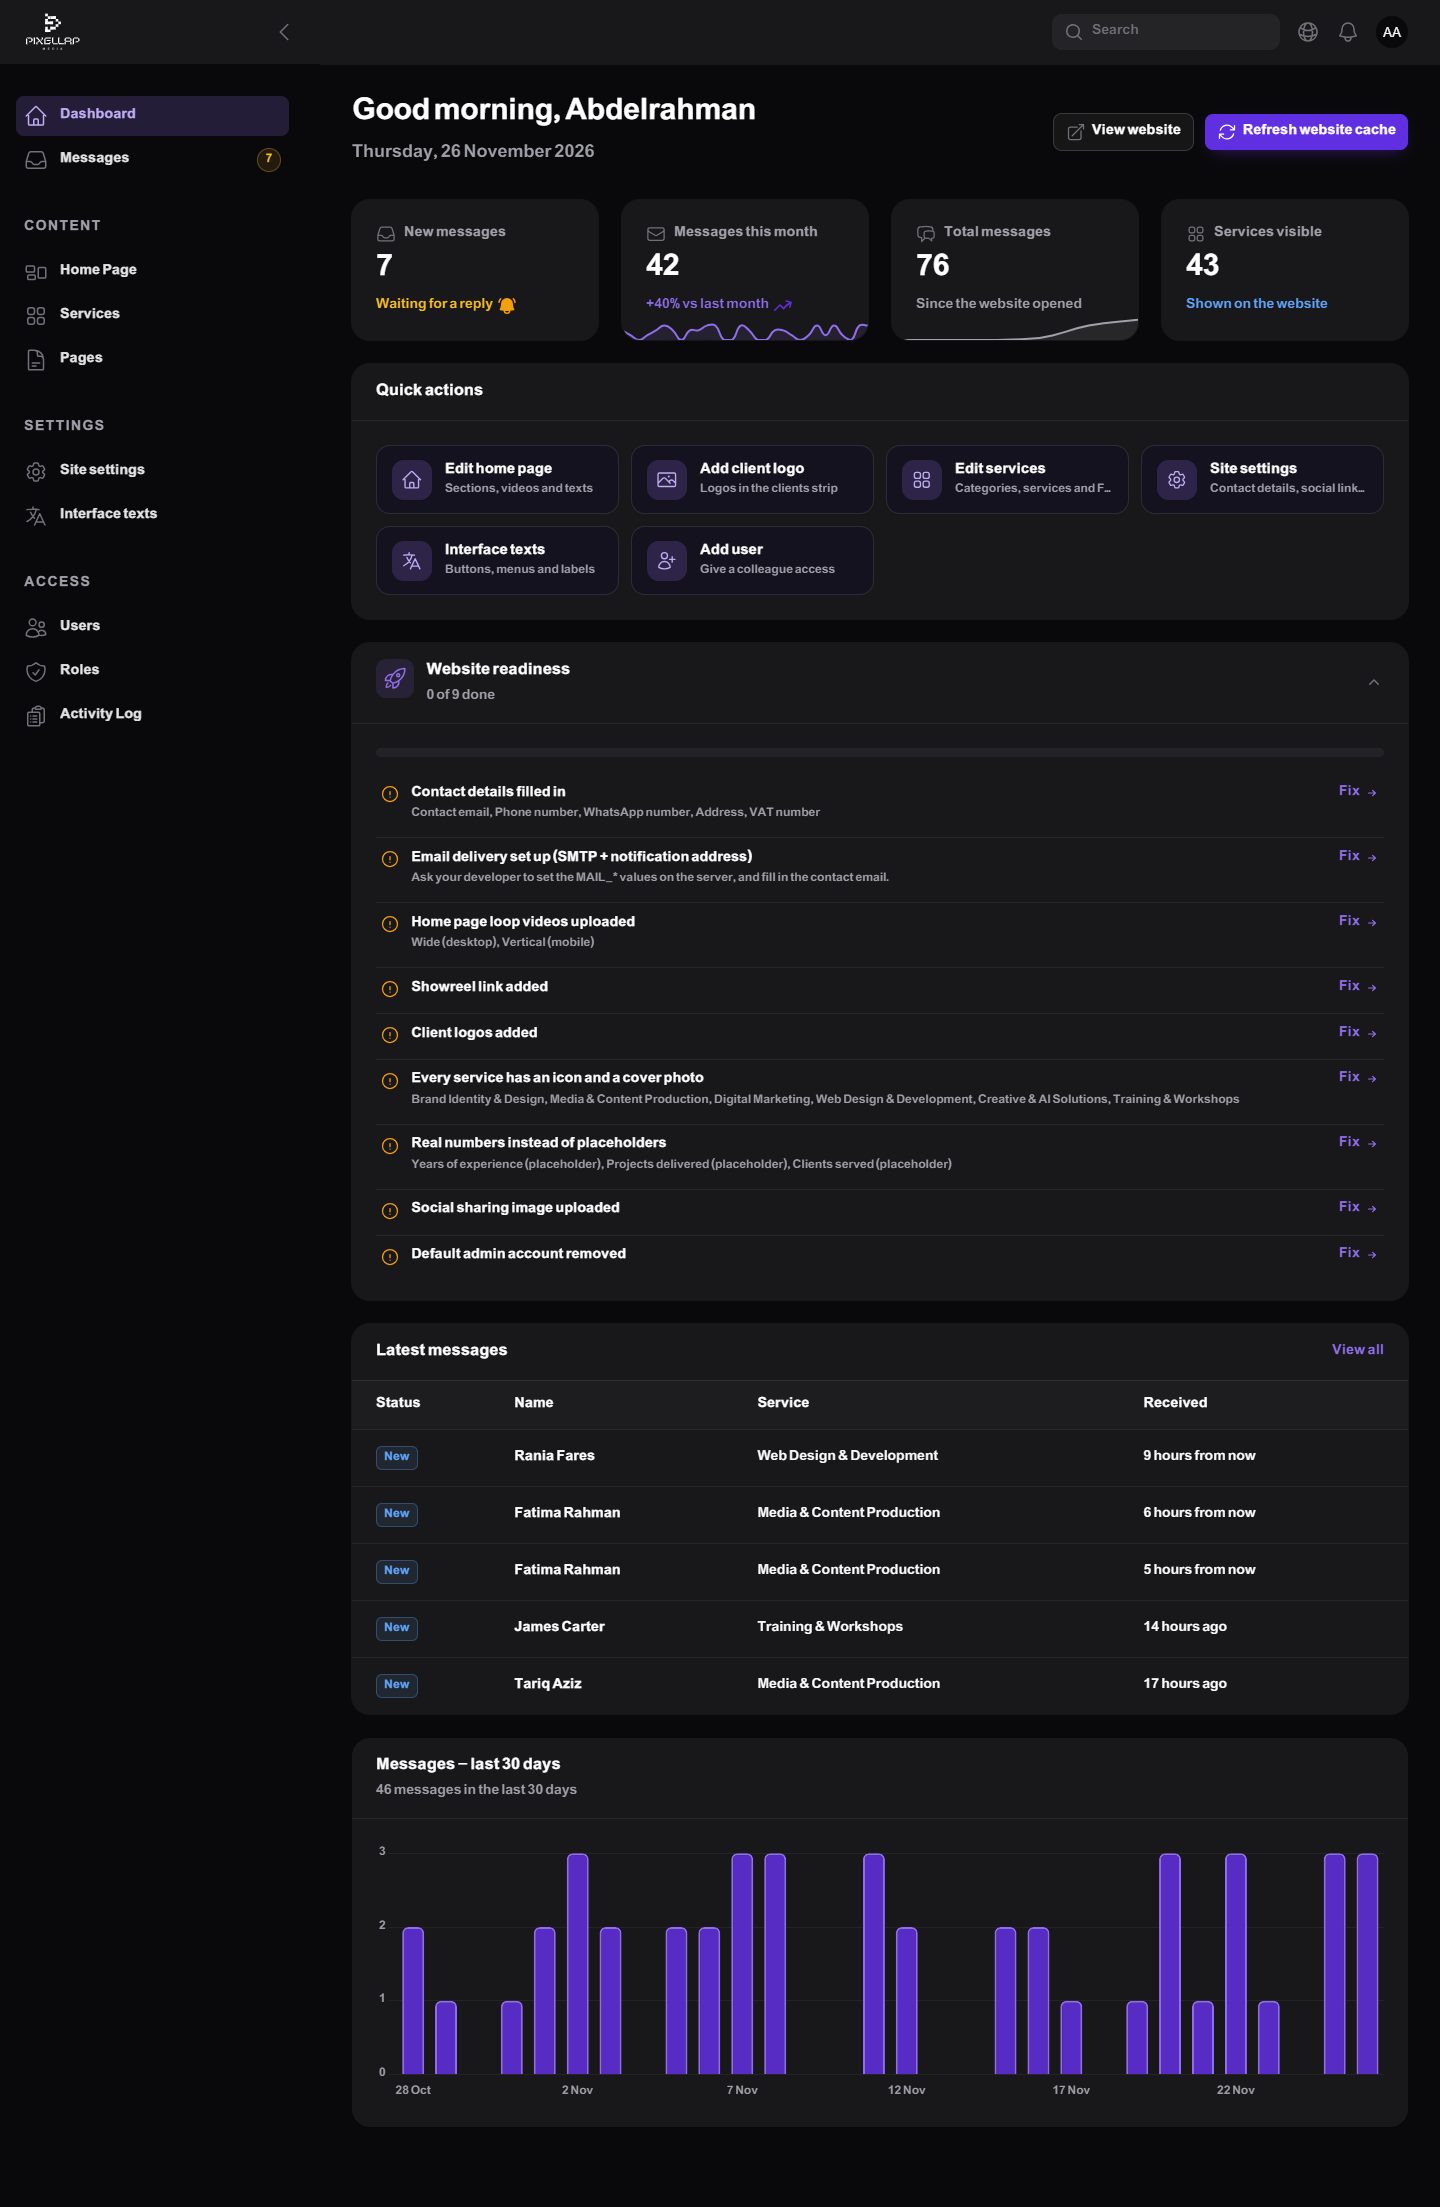 PIXELLAP
MEDIA
Search
AA
Dashboard
Messages
7
CONTENT
Home Page
Services
Pages
SETTINGS
Site settings
Interface texts
ACCESS
Users
Roles
Activity Log
Good morning, Abdelrahman
Thursday, 26 November 2026
View website
Refresh website cache
New messages
7
Waiting for a reply
Messages this month
42
+40% vs last month
Total messages
76
Since the website opened
Services visible
43
Shown on the website
Quick actions
Edit home page
Sections, videos and texts
Add client logo
Logos in the clients strip
Edit services
Categories, services and F...
Site settings
Contact details, social link...
Interface texts
Buttons, menus and labels
Add user
Give a colleague access
Website readiness
0 of 9 done
Contact details filled in
Fix
Contact email, Phone number, WhatsApp number, Address, VAT number
Email delivery set up (SMTP + notification address)
Fix
Ask your developer to set the MAIL_* values on the server, and fill in the contact email.
Home page loop videos uploaded
Fix
Wide (desktop), Vertical (mobile)
Showreel link added
Fix
Client logos added
Fix
Every service has an icon and a cover photo
Fix
Brand Identity & Design, Media & Content Production, Digital Marketing, Web Design & Development, Creative & AI Solutions, Training & Workshops
Real numbers instead of placeholders
Fix
Years of experience (placeholder), Projects delivered (placeholder), Clients served (placeholder)
Social sharing image uploaded
Fix
Default admin account removed
Fix
Latest messages
View all
Status Name Service Received
New Rania Fares Web Design & Development 9 hours from now
New Fatima Rahman Media & Content Production 6 hours from now
New Fatima Rahman Media & Content Production 5 hours from now
New James Carter Training & Workshops 14 hours ago
New Tariq Aziz Media & Content Production 17 hours ago
Messages – last 30 days
46 messages in the last 30 days
3
2
1
0
28 Oct 2 Nov 7 Nov 12 Nov 17 Nov 22 Nov